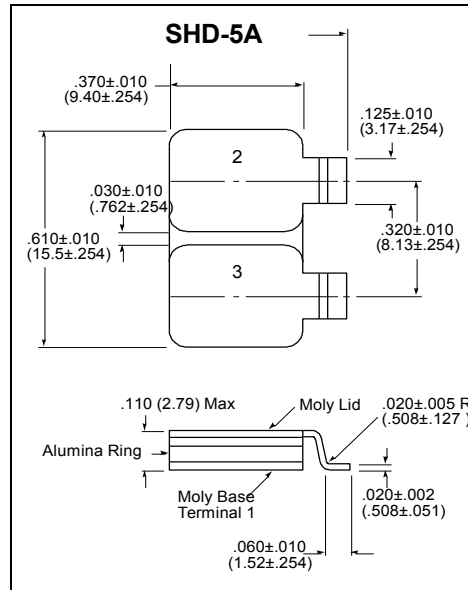 SHD-5A
.370±.010
(9.40±.254)
.125±.010
(3.17±.254)
2
.030±.010
(.762±.254)
.320±.010
(8.13±.254)
.610±.010
(15.5±.254)
3
.110 (2.79) Max
Moly Lid
.020±.005 R
(.508±.127 )
Alumina Ring
Moly Base
Terminal 1
.020±.002
(.508±.051)
.060±.010
(1.52±.254)